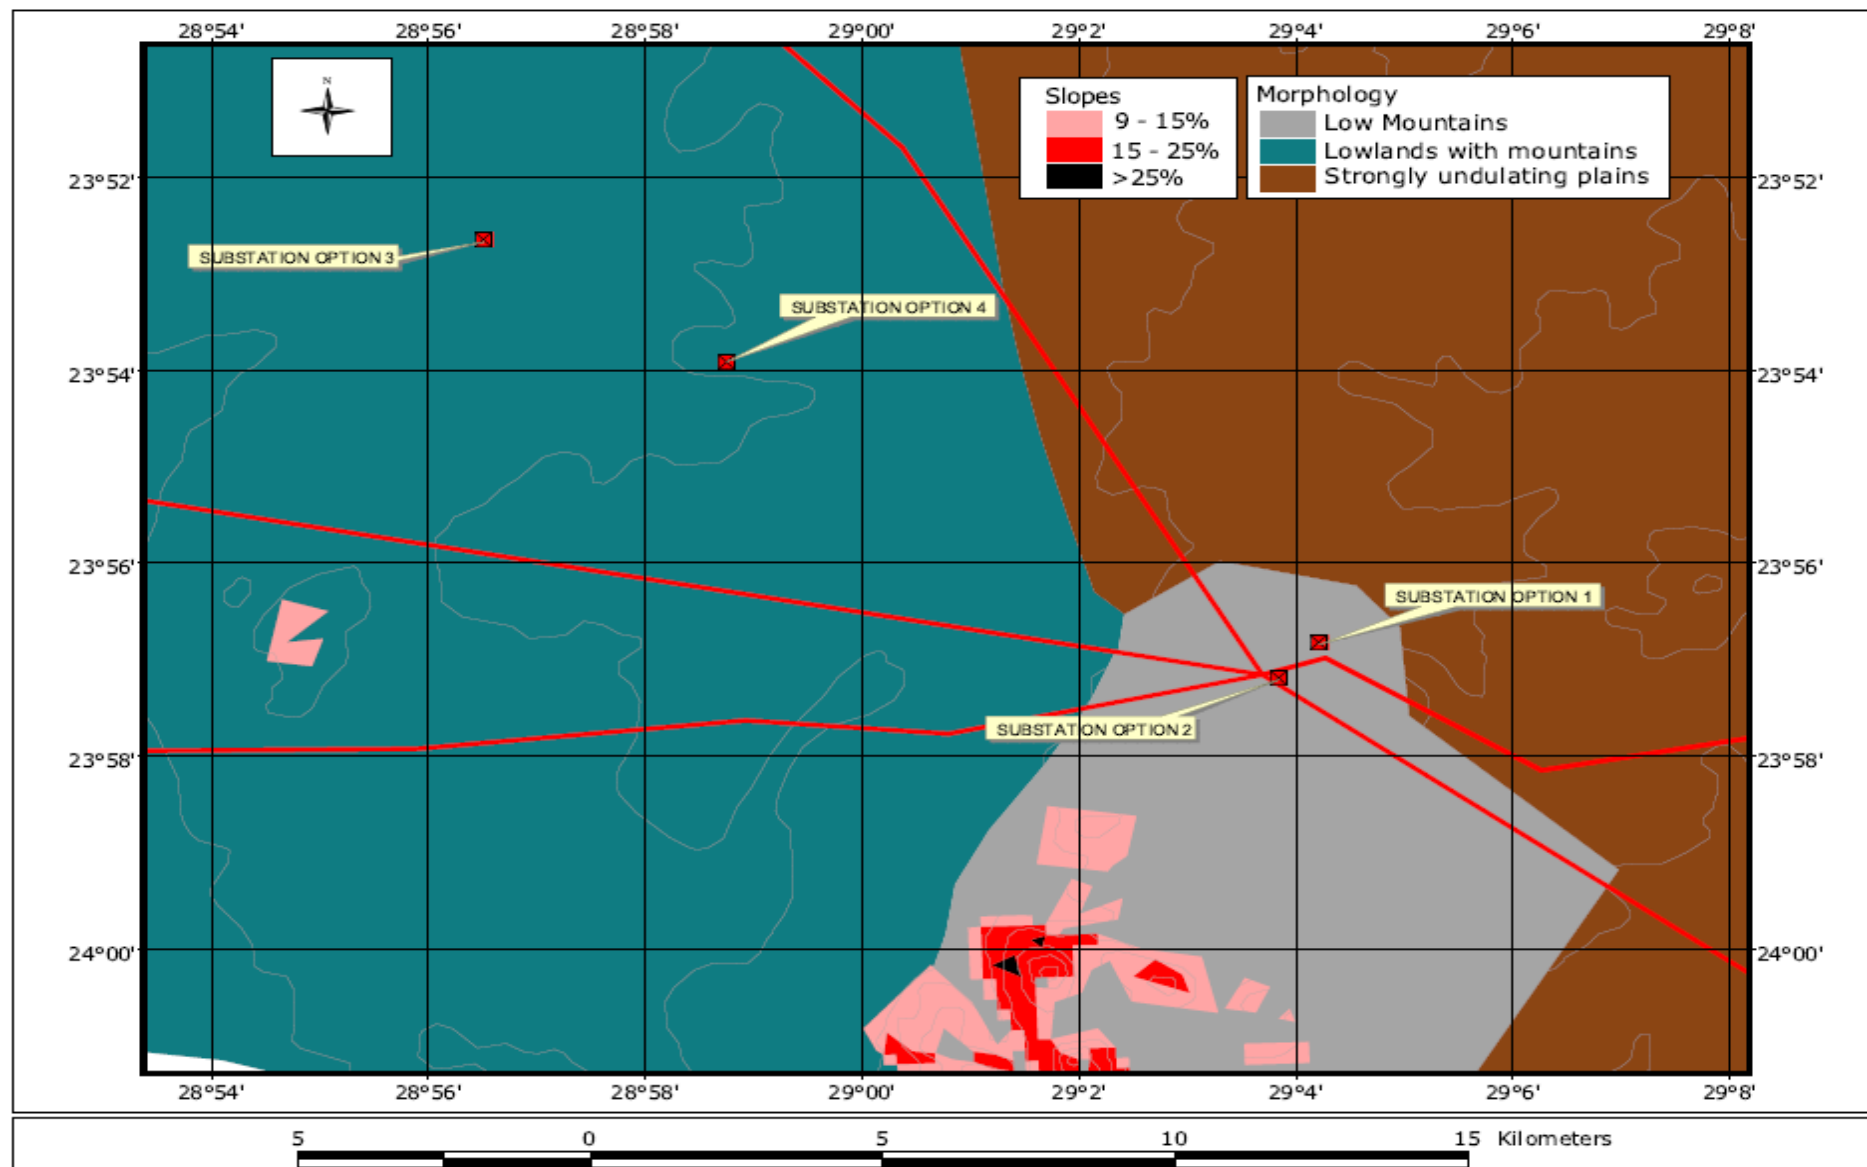 28°54' 28°56' 28°58' 29°00' 29°2' 29°4' 29°6' 29°8'
N
Slopes
9 - 15%
15 - 25%
>25%
Morphology
Low Mountains
Lowlands with mountains
Strongly undulating plains
23°52' 23°52'
SUBSTATION OPTION 3
SUBSTATION OPTION 4
23°54' 23°54'
23°56' 23°56'
SUBSTATION OPTION 1
SUBSTATION OPTION 2
23°58' 23°58'
24°00' 24°00'
28°54' 28°56' 28°58' 29°00' 29°2' 29°4' 29°6' 29°8'
5 0 5 10 15 Kilometers